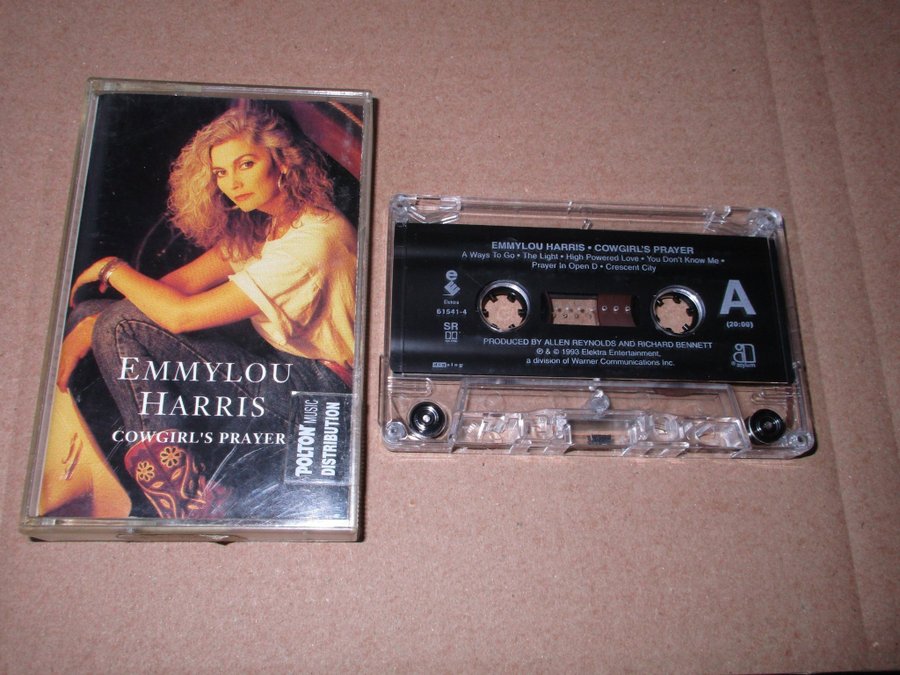 EMMYLOU
HARRIS
COWGIRL'S PRAYER
POLTON MUSIC
DISTRIBUTION
EMMYLOU HARRIS • COWGIRL'S PRAYER
A Ways To Go • The Light • High Powered Love • You Don't Know Me •
Prayer In Open D • Crescent City
e
Elektra
61541-4
SR
A
(20:00)
PRODUCED BY ALLEN REYNOLDS AND RICHARD BENNETT
℗ & © 1993 Elektra Entertainment,
a division of Warner Communications Inc.
asylum